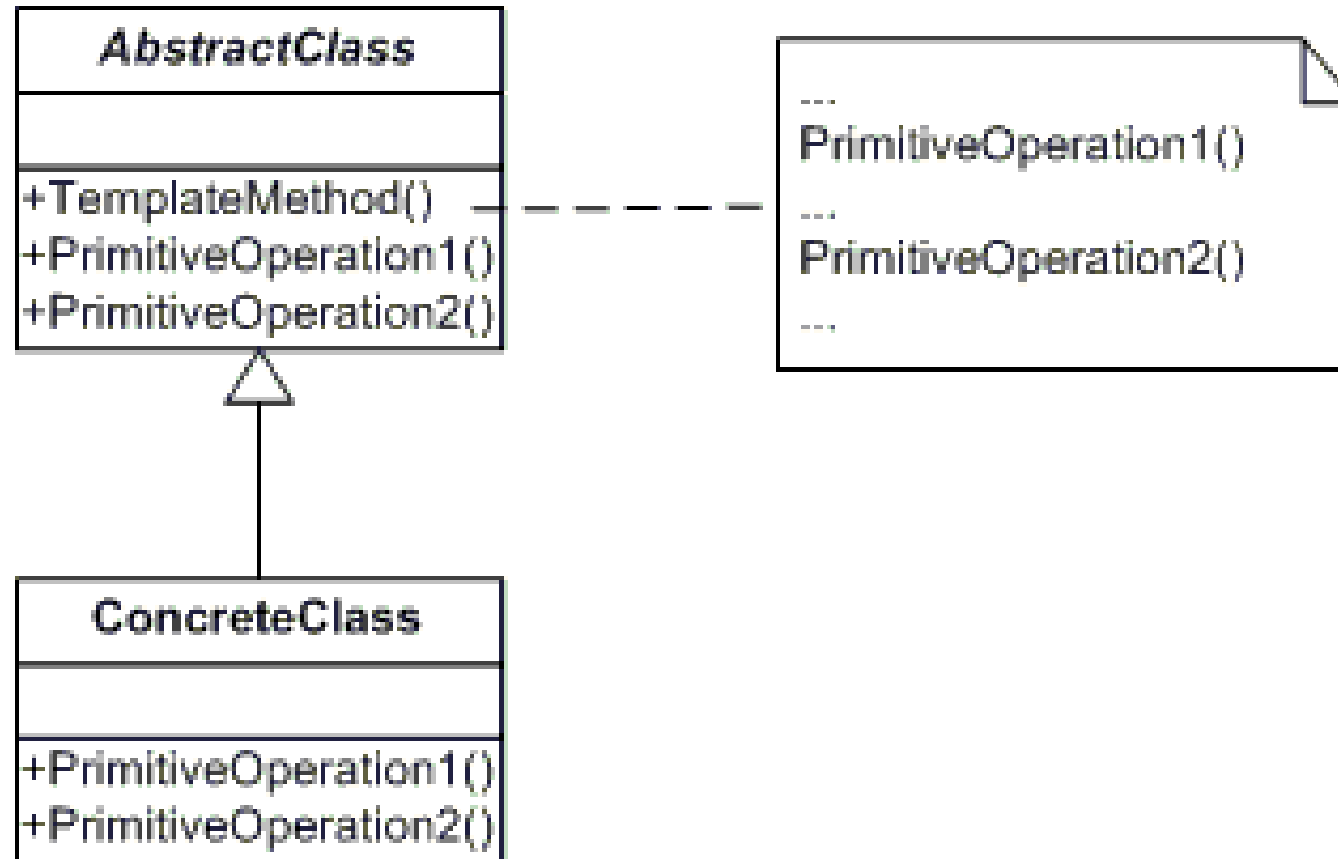 AbstractClass
+TemplateMethod()
+PrimitiveOperation1()
+PrimitiveOperation2()
...
PrimitiveOperation1()
...
PrimitiveOperation2()
...
ConcreteClass
+PrimitiveOperation1()
+PrimitiveOperation2()